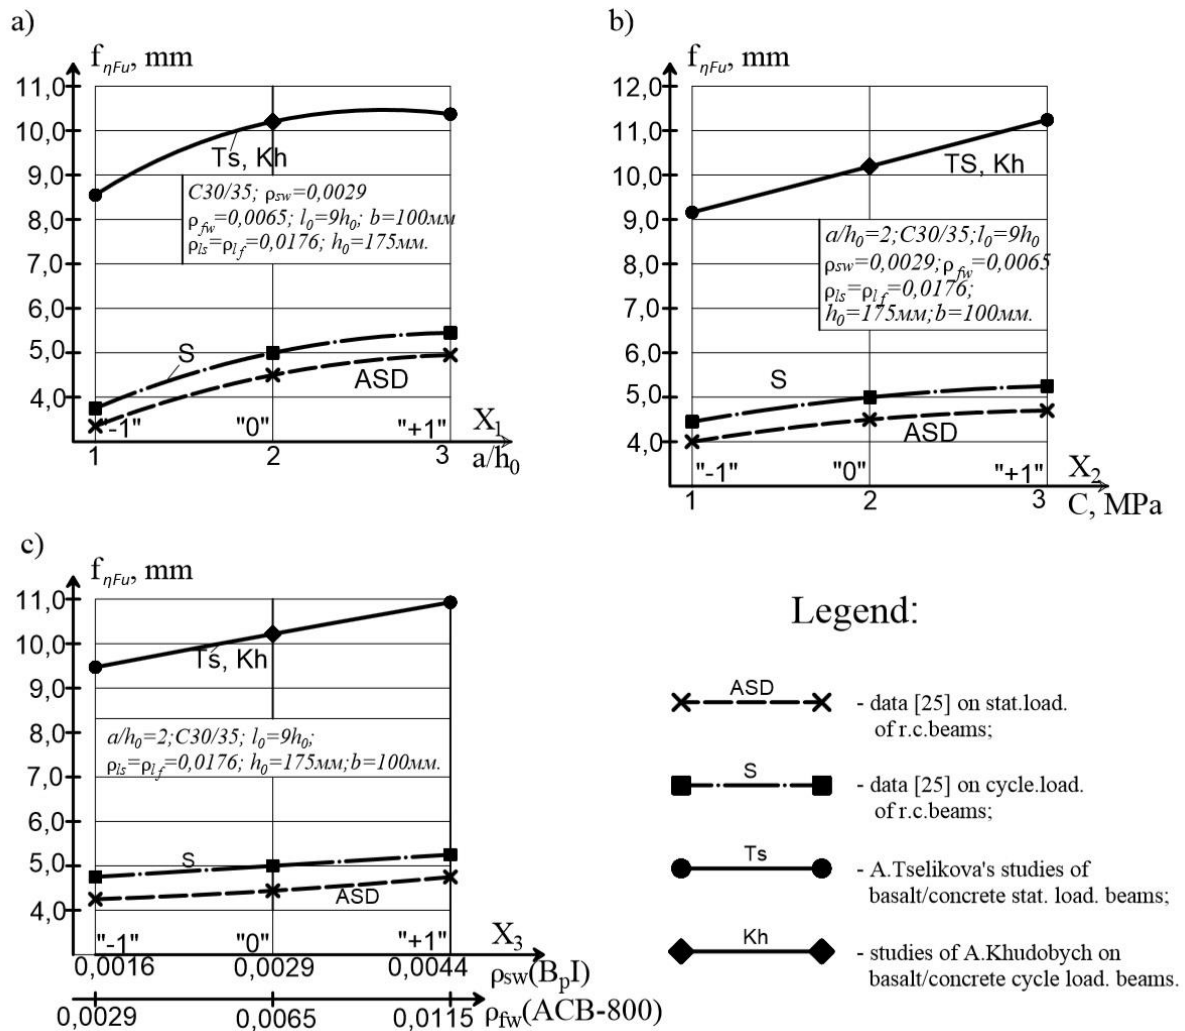 a)
f_ηFu, mm
11,0
10,0
9,0
8,0
7,0
6,0
5,0
4,0
Ts, Kh
C30/35; ρsw=0,0029
ρfw=0,0065; l0=9h0; b=100мм
ρls=ρlf=0,0176; h0=175мм.
S
ASD
"-1" "0" "+1" X1
1 2 3 a/h0
b)
f_ηFu, mm
12,0
11,0
10,0
9,0
8,0
7,0
6,0
5,0
4,0
TS, Kh
a/h0=2;C30/35;l0=9h0
ρsw=0,0029;ρfw=0,0065
ρls=ρlf=0,0176;
h0=175мм;b=100мм.
S
ASD
"-1" "0" "+1" X2
1 2 3 C, MPa
c)
f_ηFu, mm
11,0
10,0
9,0
8,0
7,0
6,0
5,0
4,0
Ts, Kh
a/h0=2;C30/35; l0=9h0;
ρls=ρlf=0,0176; h0=175мм;b=100мм.
S
ASD
"-1" "0" "+1" X3
0,0016 0,0029 0,0044 ρsw(BpI)
0,0029 0,0065 0,0115 ρfw(ACB-800)
Legend:
ASD - data [25] on stat.load.
of r.c.beams;
S - data [25] on cycle.load.
of r.c.beams;
Ts - A.Tselikova's studies of
basalt/concrete stat. load. beams;
Kh - studies of A.Khudobych on
basalt/concrete cycle load. beams.